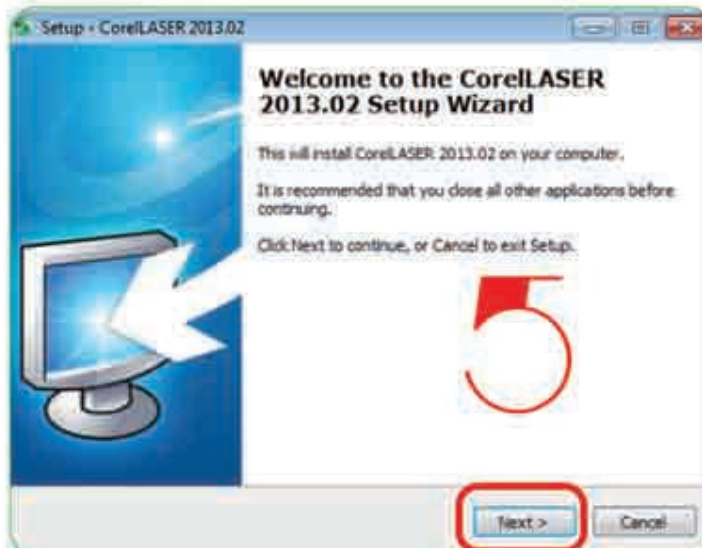 Setup - CorelLASER 2013.02
Welcome to the CorelLASER
2013.02 Setup Wizard
This will install CorelLASER 2013.02 on your computer.
It is recommended that you close all other applications before
continuing.
Click Next to continue, or Cancel to exit Setup.
5
Next >
Cancel